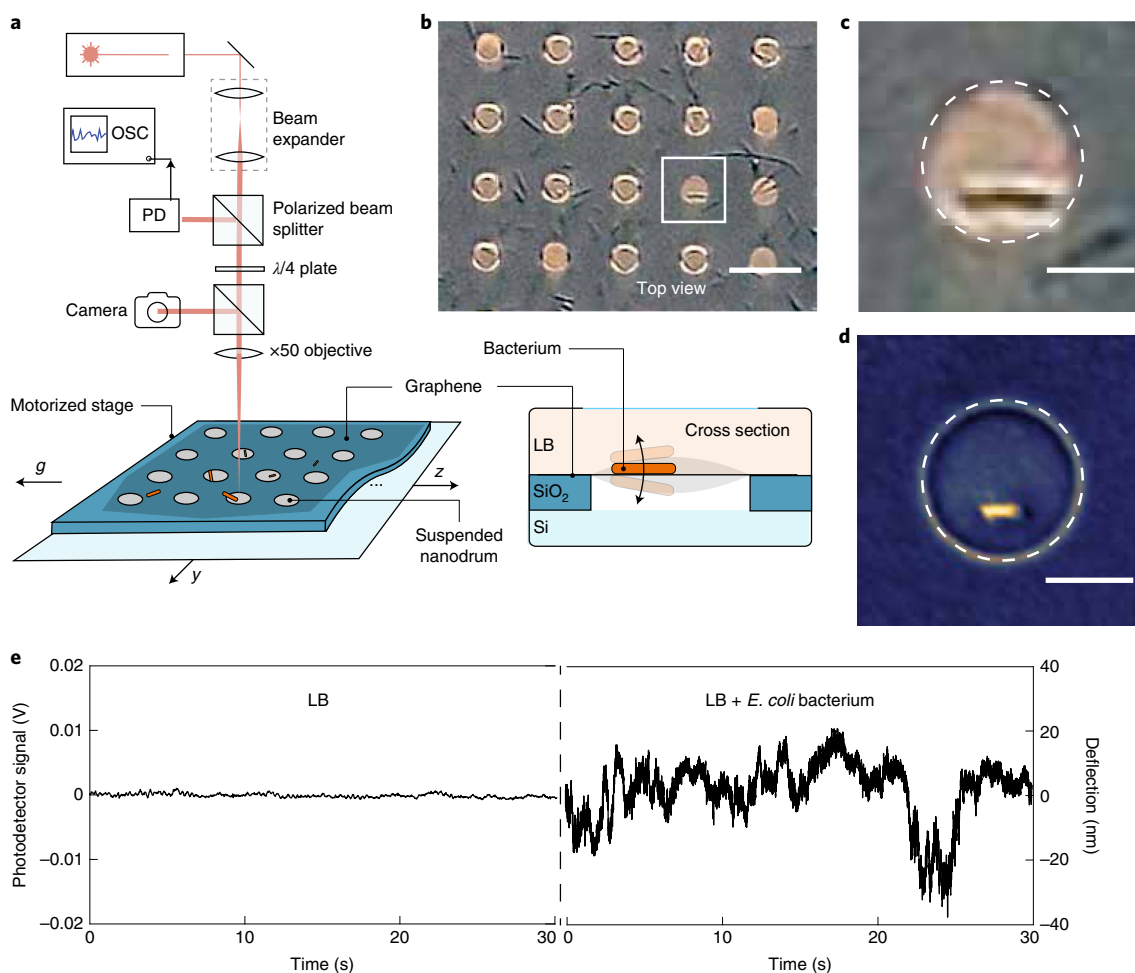 a
OSC
PD
Camera
Beam
expander
Polarized beam
splitter
λ/4 plate
×50 objective
Graphene
Motorized stage
g
z
...
y
Suspended
nanodrum
Bacterium
LB
Cross section
SiO2
Si
b
Top view
c
d
e
Photodetector signal (V)
0.02
0.01
0
–0.01
–0.02
LB
0
10
20
30
Time (s)
LB + E. coli bacterium
0
10
20
30
Time (s)
40
20
0
–20
–40
Deflection (nm)